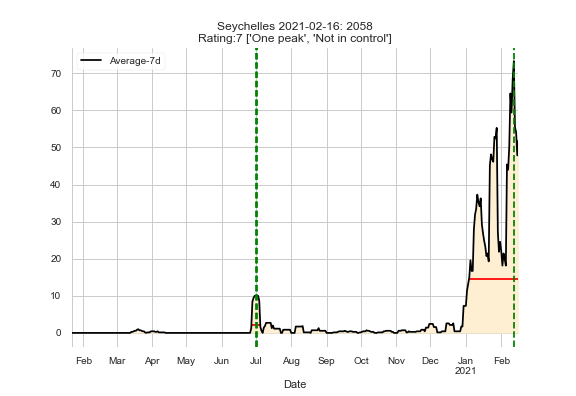 Seychelles 2021-02-16: 2058
Rating:7 ['One peak', 'Not in control']
Average-7d
70
60
50
40
30
20
10
0
Feb Mar Apr May Jun Jul Aug Sep Oct Nov Dec Jan Feb
2021
Date